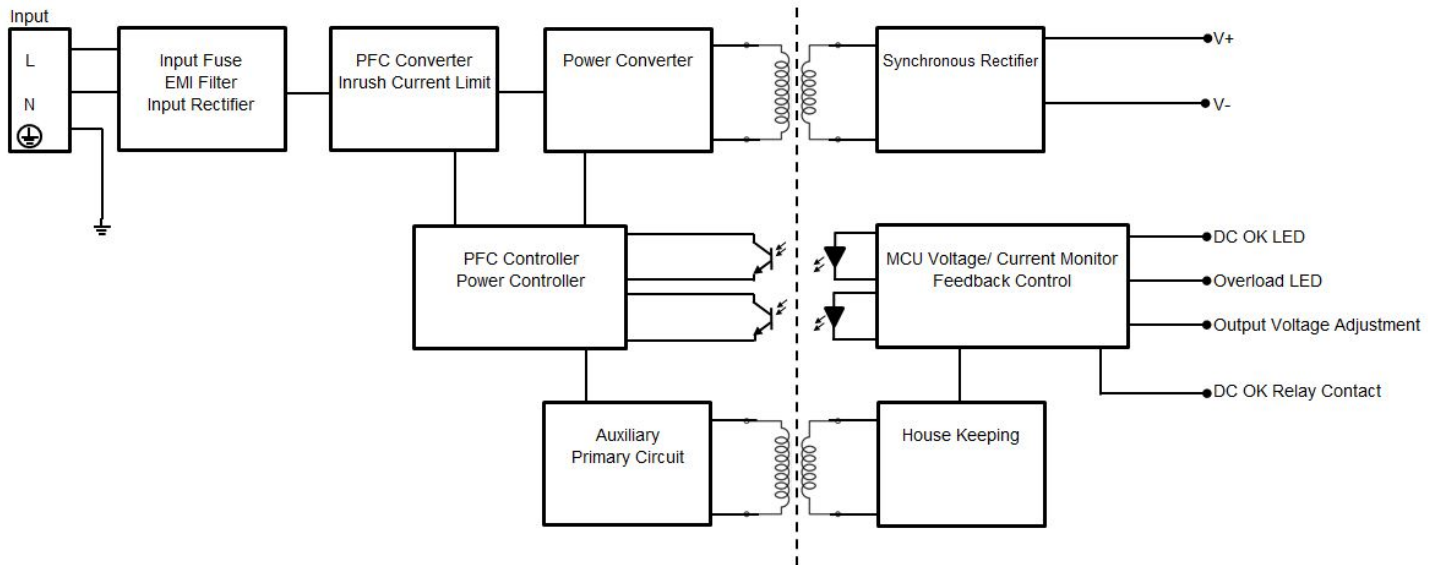 Input
L
N
Input Fuse
EMI Filter
Input Rectifier
PFC Converter
Inrush Current Limit
Power Converter
Synchronous Rectifier
V+
V-
PFC Controller
Power Controller
MCU Voltage/ Current Monitor
Feedback Control
DC OK LED
Overload LED
Output Voltage Adjustment
DC OK Relay Contact
Auxiliary
Primary Circuit
House Keeping